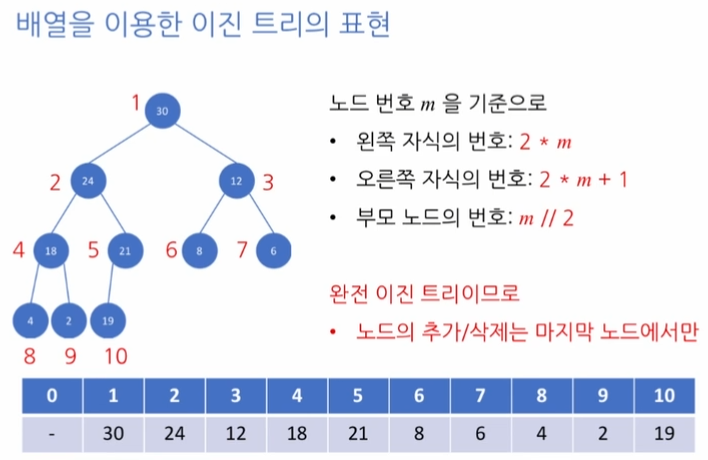 배열을 이용한 이진 트리의 표현
1 30
2 24 12 3
4 18 5 21 6 8 7 6
4 2 19
8 9 10
노드 번호 m 을 기준으로
• 왼쪽 자식의 번호: 2 * m
• 오른쪽 자식의 번호: 2 * m + 1
• 부모 노드의 번호: m // 2
완전 이진 트리이므로
• 노드의 추가/삭제는 마지막 노드에서만
0 1 2 3 4 5 6 7 8 9 10
- 30 24 12 18 21 8 6 4 2 19